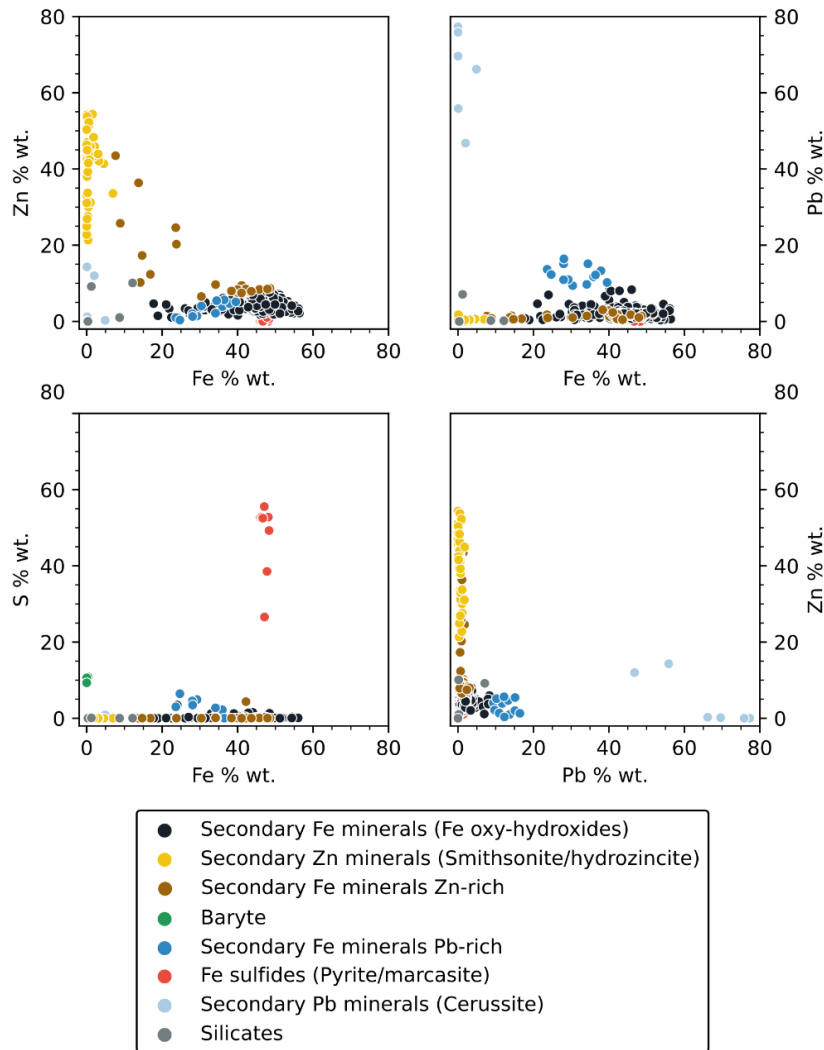 80
60
40
20
0
Zn % wt.
0 20 40 60 80
Fe % wt.
80
60
40
20
0
Pb % wt.
0 20 40 60 80
Fe % wt.
80
60
40
20
0
S % wt.
0 20 40 60 80
Fe % wt.
80
60
40
20
0
Zn % wt.
0 20 40 60 80
Pb % wt.
Secondary Fe minerals (Fe oxy-hydroxides)
Secondary Zn minerals (Smithsonite/hydrozincite)
Secondary Fe minerals Zn-rich
Baryte
Secondary Fe minerals Pb-rich
Fe sulfides (Pyrite/marcasite)
Secondary Pb minerals (Cerussite)
Silicates